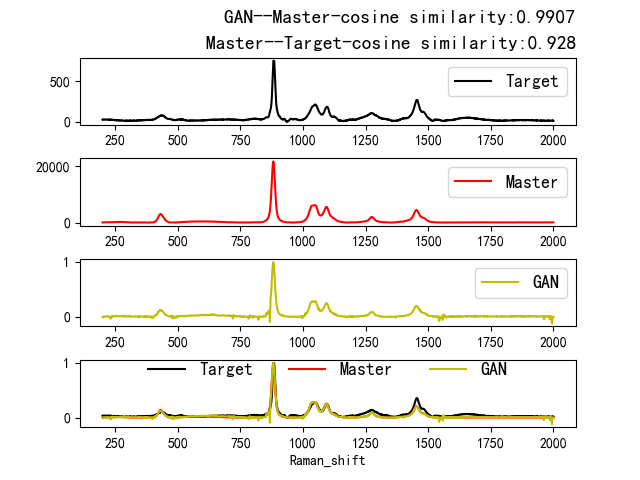 GAN--Master-cosine similarity:0.9907
Master--Target-cosine similarity:0.928
500
0
Target
250 500 750 1000 1250 1500 1750 2000
20000
0
Master
250 500 750 1000 1250 1500 1750 2000
1
0
GAN
250 500 750 1000 1250 1500 1750 2000
1
0
Target Master GAN
250 500 750 1000 1250 1500 1750 2000
Raman_shift